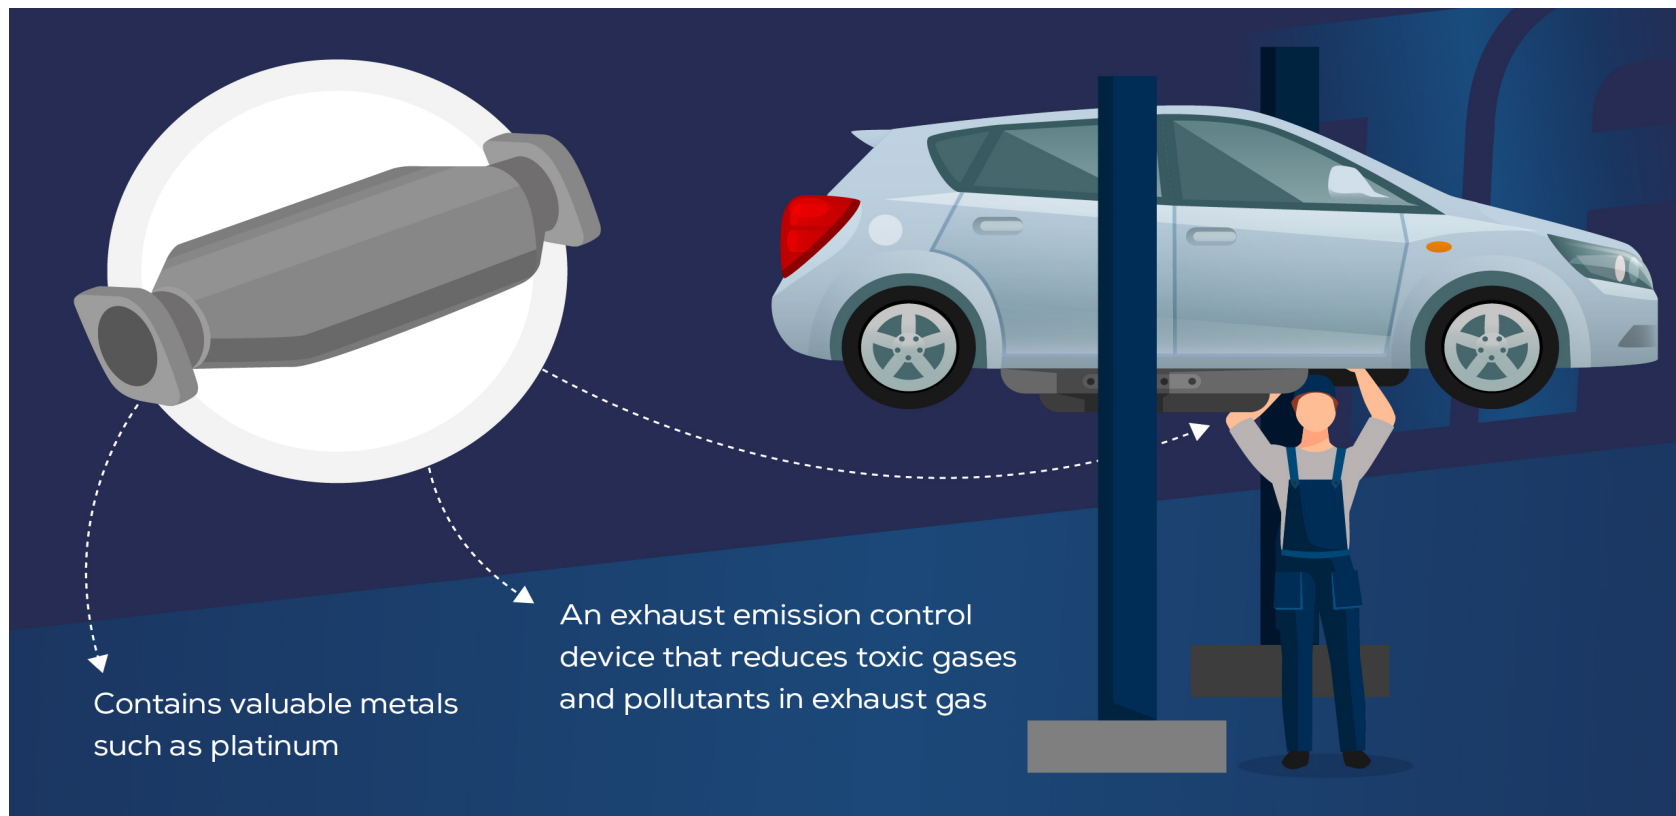 An exhaust emission control
device that reduces toxic gases
and pollutants in exhaust gas
Contains valuable metals
such as platinum